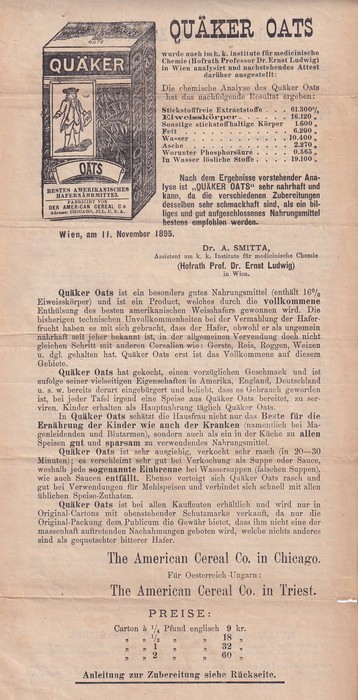 QUÄKER
OATS
BESTES AMERIKANISCHES
HAFERNÄHRMITTEL
FABRICIRT VON
DER AMERICAN CEREAL Co
Adresse: CHICAGO, ILL. U. S. A.
QUÄKER OATS
wurde auch im k. k. Institute für medicinische
Chemie (Hofrath Professor Dr. Ernst Ludwig)
in Wien analysirt und nachstehendes Attest
darüber ausgestellt:
Die chemische Analyse des Quäker Oats
hat das nachfolgende Resultat ergeben:
Stickstofffreie Extractstoffe . 61.300%
Eiweisskörper . . . . 16.120 „
Sonstige stickstoffhaltige Körper 1.600 „
Fett . . . . . . . 6.200 „
Wasser . . . . . . 10.400 „
Asche . . . . . . 2.270 „
Worunter Phosphorsäure . . 0.565 „
In Wasser lösliche Stoffe . . 19.100 „
Nach dem Ergebnisse vorstehender Ana-
lyse ist „QUÄKER OATS“ sehr nahrhaft und
kann, da die verschiedenen Zubereitungen
desselben sehr schmackhaft sind, als ein bil-
liges und gut aufgeschlossenes Nahrungsmittel
bestens empfohlen werden.
Wien, am 11. November 1895.
Dr. A. SMITTA,
Assistent am k. k. Institute für medicinische Chemie
(Hofrath Prof. Dr. Ernst Ludwig)
in Wien.
Quäker Oats ist ein besonders gutes Nahrungsmittel (enthält 16%
Eiweisskörper) und ist ein Product, welches durch die vollkommene
Enthülsung des besten amerikanischen Weisshafers gewonnen wird. Die
bisherigen technischen Unvollkommenheiten bei der Vermahlung der Hafer-
frucht haben es mit sich gebracht, dass der Hafer, obwohl er als ungemein
nahrhaft seit jeher bekannt ist, in der allgemeinen Verwendung doch nicht
gleichen Schritt mit anderen Cerealien wie: Gerste, Reis, Roggen, Weizen
u. dgl. gehalten hat. Quäker Oats erst ist das Vollkommene auf diesem
Gebiete.
Quäker Oats hat gekocht, einen vorzüglichen Geschmack und ist
zufolge seiner vielseitigen Eigenschaften in Amerika, England, Deutschland
u. s. w. bereits derart eingebürgert und beliebt, dass es Gebrauch geworden
ist, bei jeder Tafel irgend eine Speise aus Quäker Oats bereitet, zu ser-
viren. Kinder erhalten als Hauptnahrung täglich Quäker Oats.
In Quäker Oats schätzt die Hausfrau nicht nur das Beste für die
Ernährung der Kinder wie auch der Kranken (namentlich bei Ma-
genleidenden und Blutarmen), sondern auch als ein in der Küche zu allen
Speisen gut und sparsam zu verwendendes Nahrungsmittel.
Quäker Oats ist sehr ausgiebig, verkocht sehr rasch (in 20—30
Minuten); es verschleimt sehr gut bei Verkochung als Suppe oder Sauce,
weshalb jede sogenannte Einbrenne bei Wassersuppen (falschen Suppen),
wie auch Saucen entfällt. Ebenso verteigt sich Quäker Oats rasch und
gut bei Verwendungen für Mehlspeisen und verbindet sich schnell mit allen
üblichen Speise-Zuthaten.
Quäker Oats ist bei allen Kaufleuten erhältlich und wird nur in
Original-Cartons mit obenstehender Schutzmarke verkauft, da nur die
Original-Packung dem Publicum die Gewähr bietet, dass ihm nicht eine der
massenhaft auftretenden Nachahmungen geboten wird, welche nichts anderes
sind als gequetschter bitterer Hafer.
The American Cereal Co. in Chicago.
Für Oesterreich-Ungarn:
The American Cereal Co. in Triest.
PREISE:
Carton à 1/4 Pfund englisch 9 kr.
„ „ 1/2 „ „ 18 „
„ „ 1 „ „ 32 „
„ „ 2 „ „ 60 „
Anleitung zur Zubereitung siehe Rückseite.